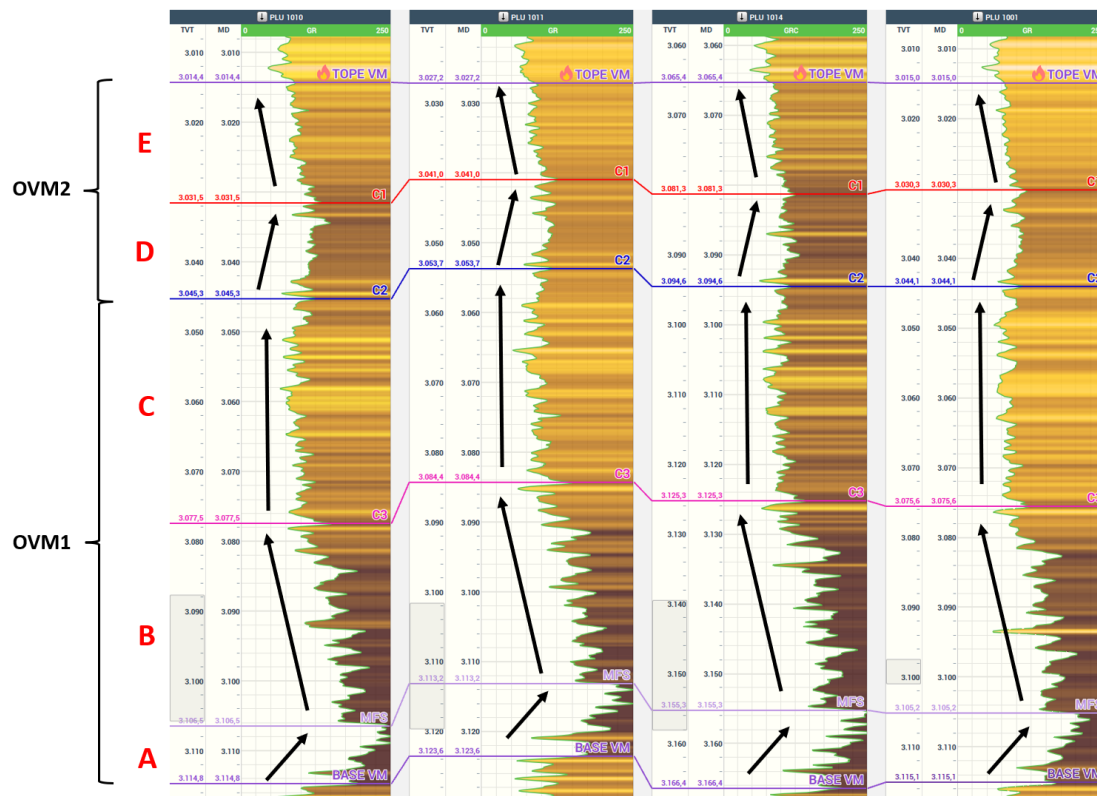 PLU 1010
TVT MD 0 GR 250
3.010 3.010
3.014,4 3.014,4 TOPE VM
3.020 3.020
3.031,5 3.031,5 C1
3.040 3.040
3.045,3 3.045,3 C2
3.050 3.050
3.060 3.060
3.070 3.070
3.077,5 3.077,5 C3
3.080 3.080
3.090 3.090
3.100 3.100
3.106,5 3.106,5 MFS
3.110 3.110
3.114,8 3.114,8 BASE VM
PLU 1011
TVT MD 0 GR 250
3.027,2 3.027,2 TOPE VM
3.030 3.030
3.041,0 3.041,0 C1
3.050 3.050
3.053,7 3.053,7 C2
3.060 3.060
3.070 3.070
3.080 3.080
3.084,4 3.084,4 C3
3.090 3.090
3.100 3.100
3.110 3.110
3.113,2 3.113,2 MFS
3.120 3.120
3.123,6 3.123,6 BASE VM
PLU 1014
TVT MD 0 GRC 250
3.060 3.060
3.065,4 3.065,4 TOPE VM
3.070 3.070
3.081,3 3.081,3 C1
3.090 3.090
3.094,6 3.094,6 C2
3.100 3.100
3.110 3.110
3.120 3.120
3.125,3 3.125,3 C3
3.130 3.130
3.140 3.140
3.150 3.150
3.155,3 3.155,3 MFS
3.160 3.160
3.166,4 3.166,4 BASE VM
PLU 1001
TVT MD 0 GR
3.010 3.010
3.015,0 3.015,0 TOPE VM
3.020 3.020
3.030,3 3.030,3
3.040 3.040
3.044,1 3.044,1
3.050 3.050
3.060 3.060
3.070 3.070
3.075,6 3.075,6
3.080 3.080
3.090 3.090
3.100 3.100
3.105,2 3.105,2 MFS
3.110 3.110
3.115,1 3.115,1 BASE VM
OVM2
E
D
OVM1
C
B
A